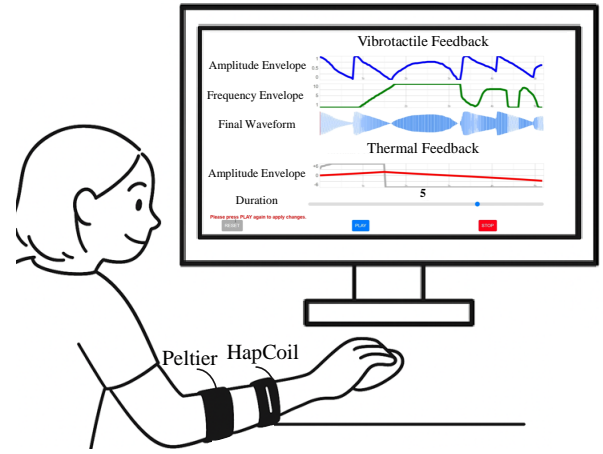 Vibrotactile Feedback
Amplitude Envelope
Frequency Envelope
Final Waveform
Thermal Feedback
Amplitude Envelope
Duration
5
Please press PLAY again to apply changes.
RESET
PLAY
STOP
Peltier
HapCoil